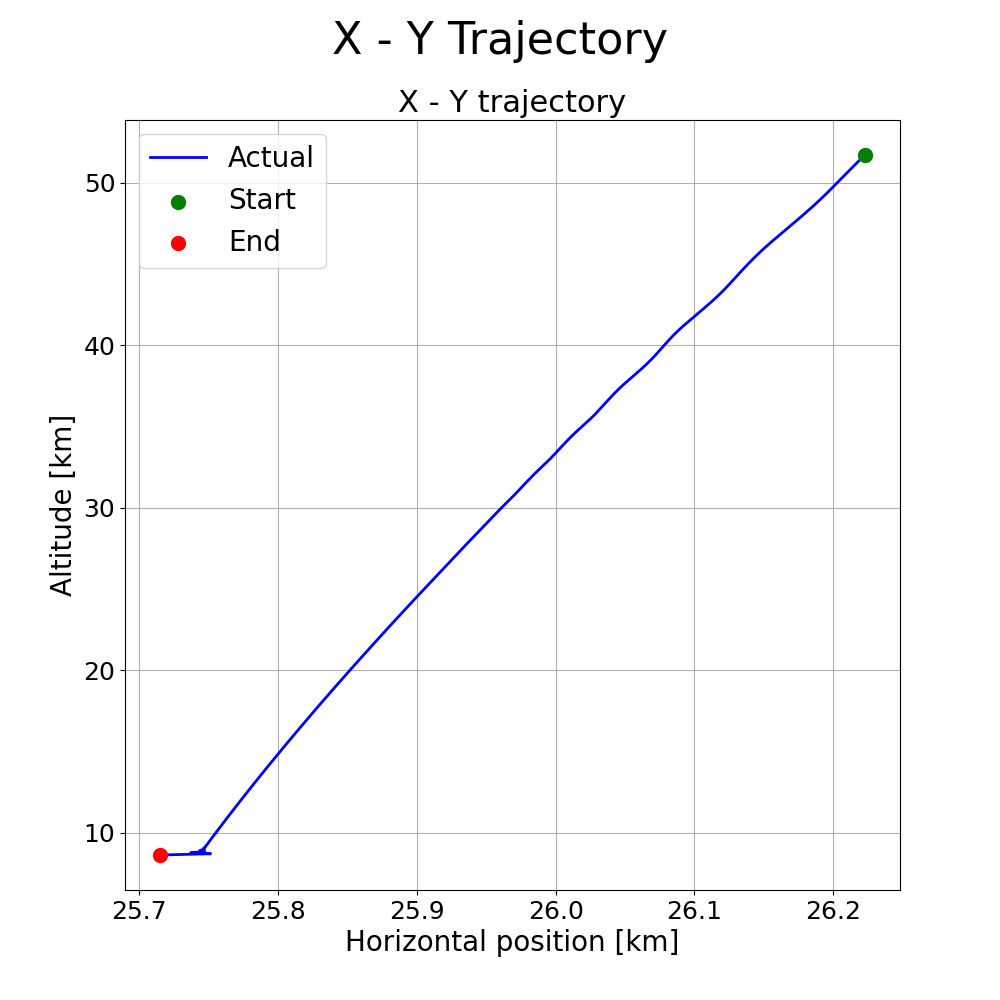 X - Y Trajectory
X - Y trajectory
Actual
Start
End
50
40
30
20
10
Altitude [km]
25.7 25.8 25.9 26.0 26.1 26.2
Horizontal position [km]